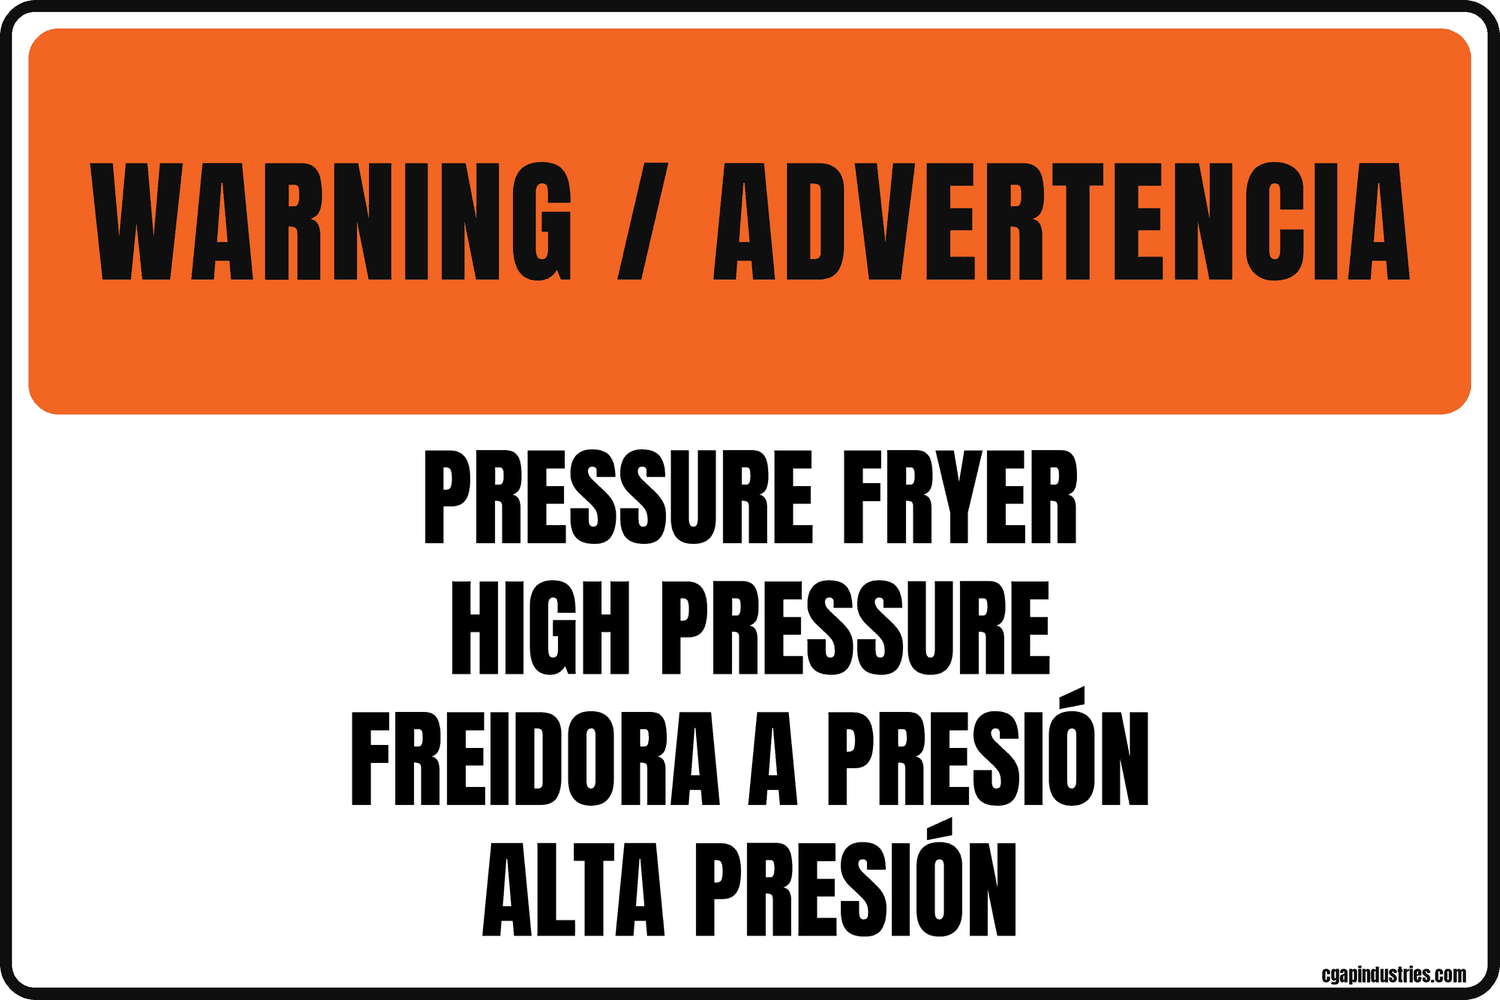 WARNING / ADVERTENCIA
PRESSURE FRYER
HIGH PRESSURE
FREIDORA A PRESIÓN
ALTA PRESIÓN
cgapindustries.com